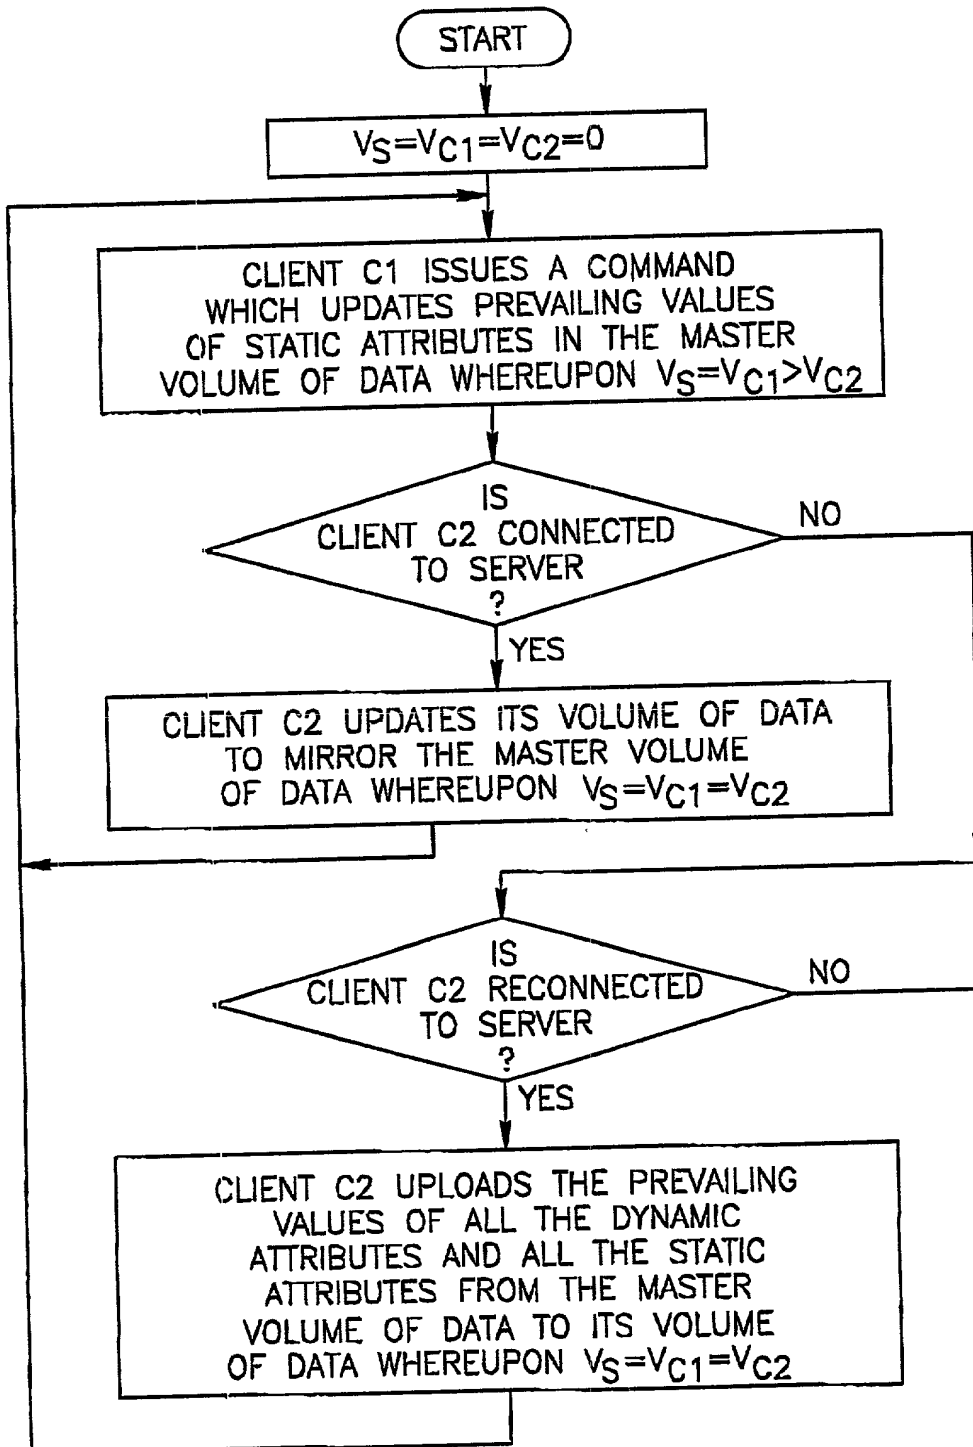 START
VS=VC1=VC2=0
CLIENT C1 ISSUES A COMMAND
WHICH UPDATES PREVAILING VALUES
OF STATIC ATTRIBUTES IN THE MASTER
VOLUME OF DATA WHEREUPON VS=VC1>VC2
IS
CLIENT C2 CONNECTED
TO SERVER
?
NO
YES
CLIENT C2 UPDATES ITS VOLUME OF DATA
TO MIRROR THE MASTER VOLUME
OF DATA WHEREUPON VS=VC1=VC2
IS
CLIENT C2 RECONNECTED
TO SERVER
?
NO
YES
CLIENT C2 UPLOADS THE PREVAILING
VALUES OF ALL THE DYNAMIC
ATTRIBUTES AND ALL THE STATIC
ATTRIBUTES FROM THE MASTER
VOLUME OF DATA TO ITS VOLUME
OF DATA WHEREUPON VS=VC1=VC2